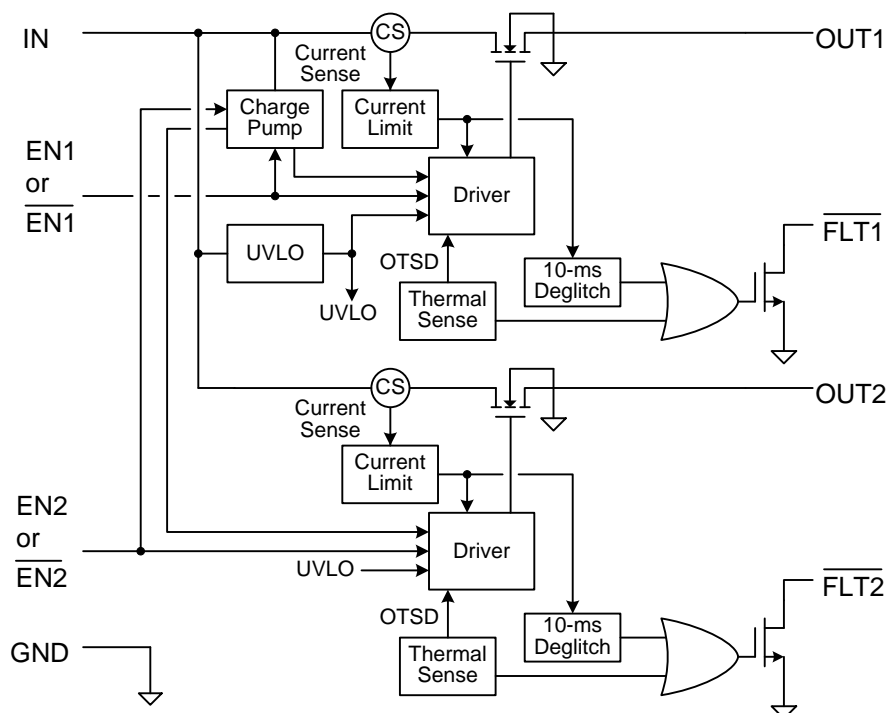 IN
CS
OUT1
Current
Sense
Charge
Pump
Current
Limit
EN1
or
EN1
Driver
FLT1
UVLO
OTSD
10-ms
Deglitch
UVLO
Thermal
Sense
CS
OUT2
Current
Sense
Current
Limit
EN2
or
EN2
Driver
UVLO
FLT2
OTSD
10-ms
Deglitch
GND
Thermal
Sense